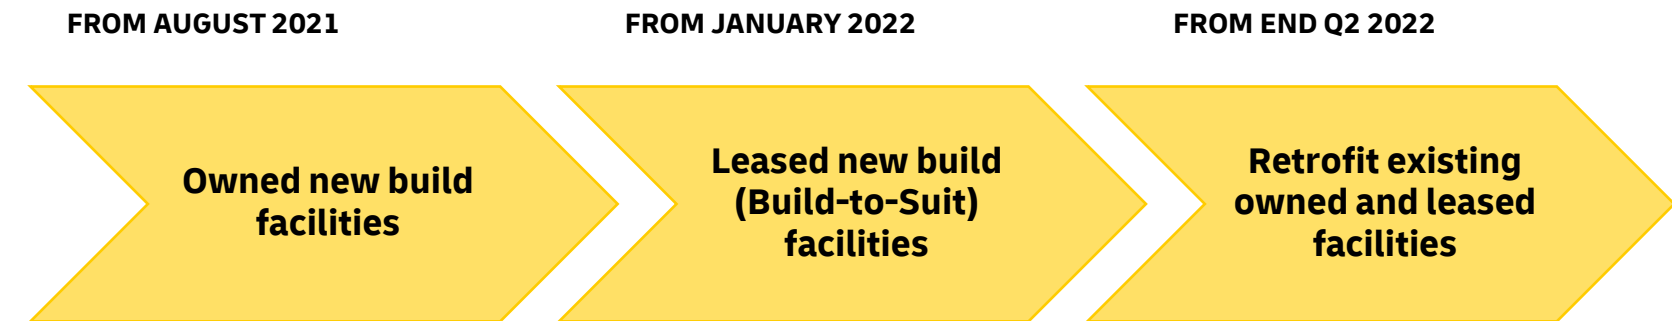 FROM AUGUST 2021
FROM JANUARY 2022
FROM END Q2 2022
Owned new build
facilities
Leased new build
(Build-to-Suit)
facilities
Retrofit existing
owned and leased
facilities